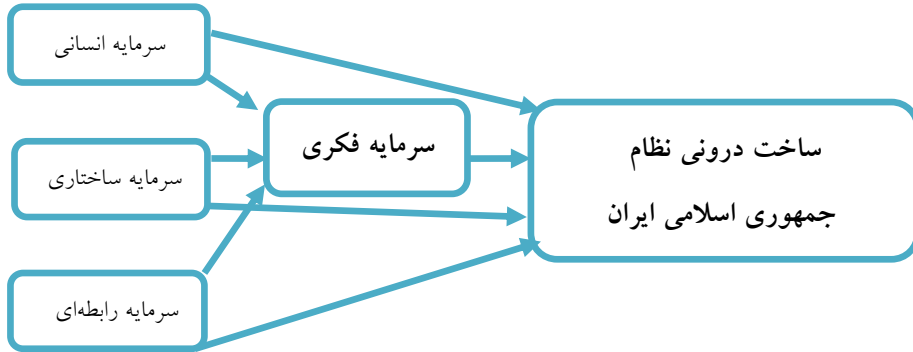 سرمایه انسانی
سرمایه فکری
ساخت درونی نظام
جمهوری اسلامی ایران
سرمایه ساختاری
سرمایه رابطه‌ای